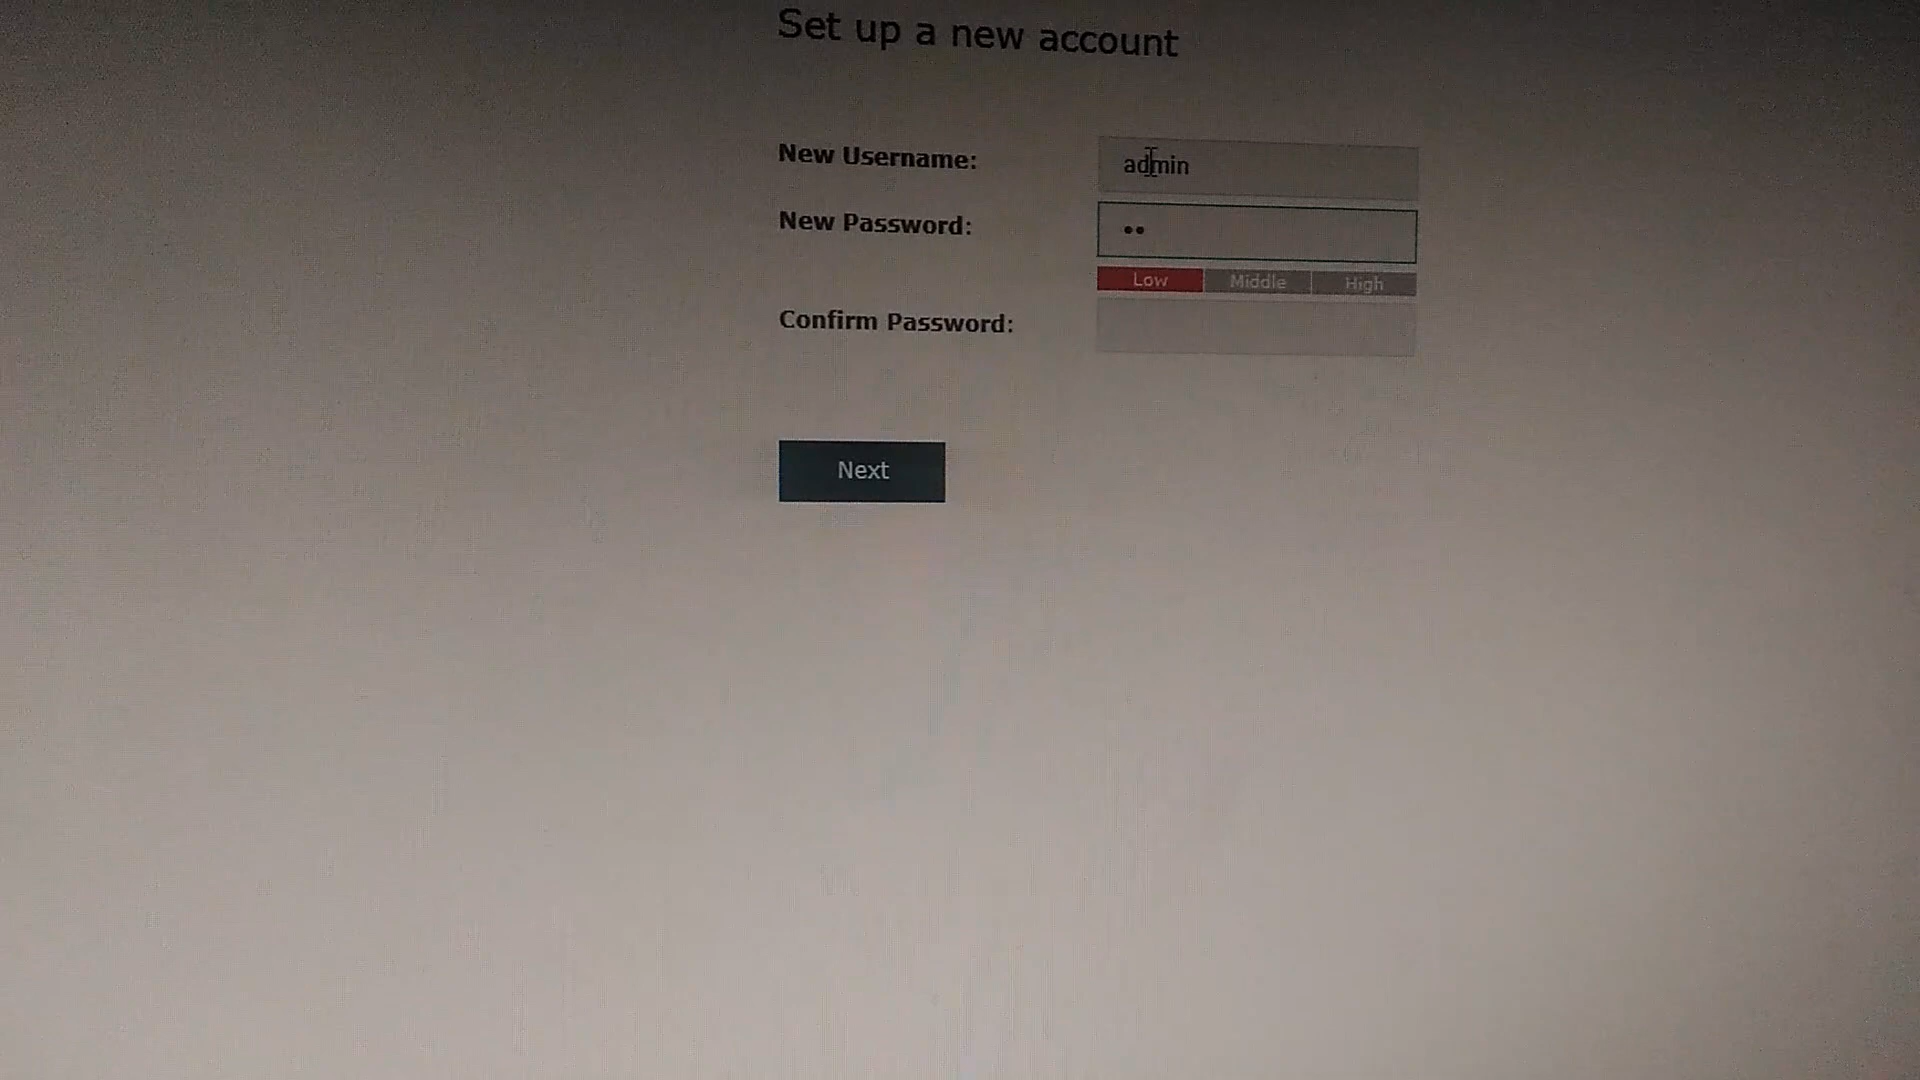 Set up a new account
New Username: admin
New Password: ••
Low Middle High
Confirm Password:
Next